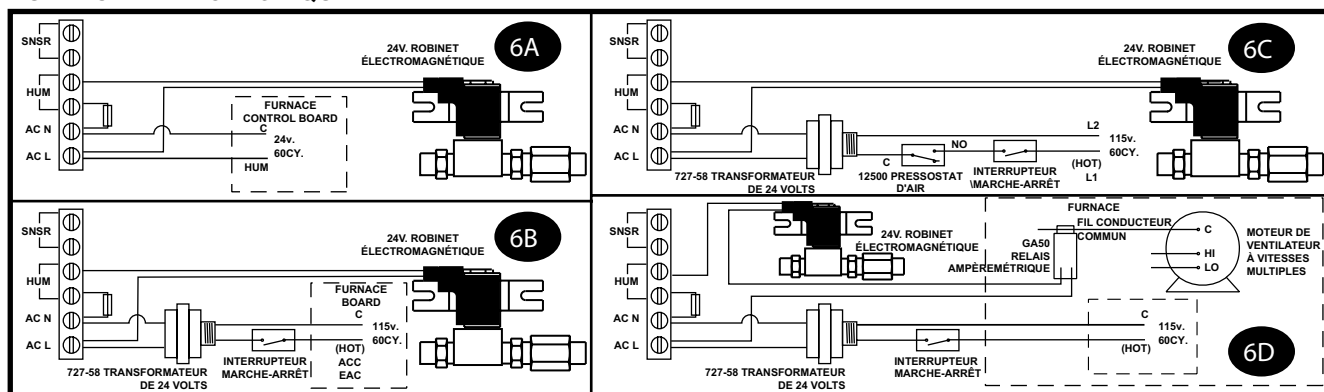 SNSR
HUM
AC N
AC L
24V. ROBINET
ÉLECTROMAGNÉTIQUE
6A
FURNACE
CONTROL BOARD
C
24v.
60CY.
HUM
SNSR
HUM
AC N
AC L
24V. ROBINET
ÉLECTROMAGNÉTIQUE
6C
L2
115v.
60CY.
NO
C
(HOT)
L1
727-58 TRANSFORMATEUR
DE 24 VOLTS
12500 PRESSOSTAT
D'AIR
INTERRUPTEUR
\MARCHE-ARRÊT
SNSR
HUM
AC N
AC L
24V. ROBINET
ÉLECTROMAGNÉTIQUE
6B
FURNACE
BOARD
C
115v.
60CY.
(HOT)
ACC
EAC
INTERRUPTEUR
MARCHE-ARRÊT
727-58 TRANSFORMATEUR
DE 24 VOLTS
SNSR
HUM
AC N
AC L
24V. ROBINET
ÉLECTROMAGNÉTIQUE
FURNACE
FIL CONDUCTEUR
COMMUN
GA50
RELAIS
AMPÈREMÉTRIQUE
C
HI
LO
MOTEUR DE
VENTILATEUR
À VITESSES
MULTIPLES
C
115v.
60CY.
(HOT)
6D
INTERRUPTEUR
MARCHE-ARRÊT
727-58 TRANSFORMATEUR
DE 24 VOLTS